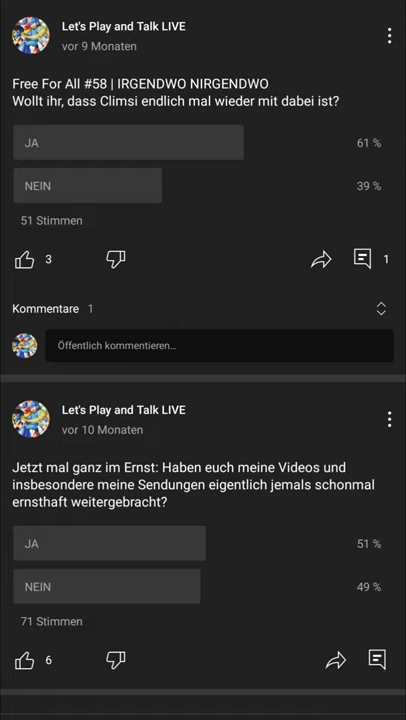 Let's Play and Talk LIVE
vor 9 Monaten
Free For All #58 | IRGENDWO NIRGENDWO
Wollt ihr, dass Climsi endlich mal wieder mit dabei ist?
JA 61 %
NEIN 39 %
51 Stimmen
3 1
Kommentare 1
Öffentlich kommentieren...
Let's Play and Talk LIVE
vor 10 Monaten
Jetzt mal ganz im Ernst: Haben euch meine Videos und
insbesondere meine Sendungen eigentlich jemals schonmal
ernsthaft weitergebracht?
JA 51 %
NEIN 49 %
71 Stimmen
6